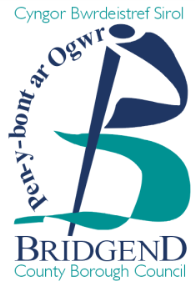 Cyngor Bwrdeistref Sirol
Pen-y-bont ar Ogwr
BRIDGEND
County Borough Council